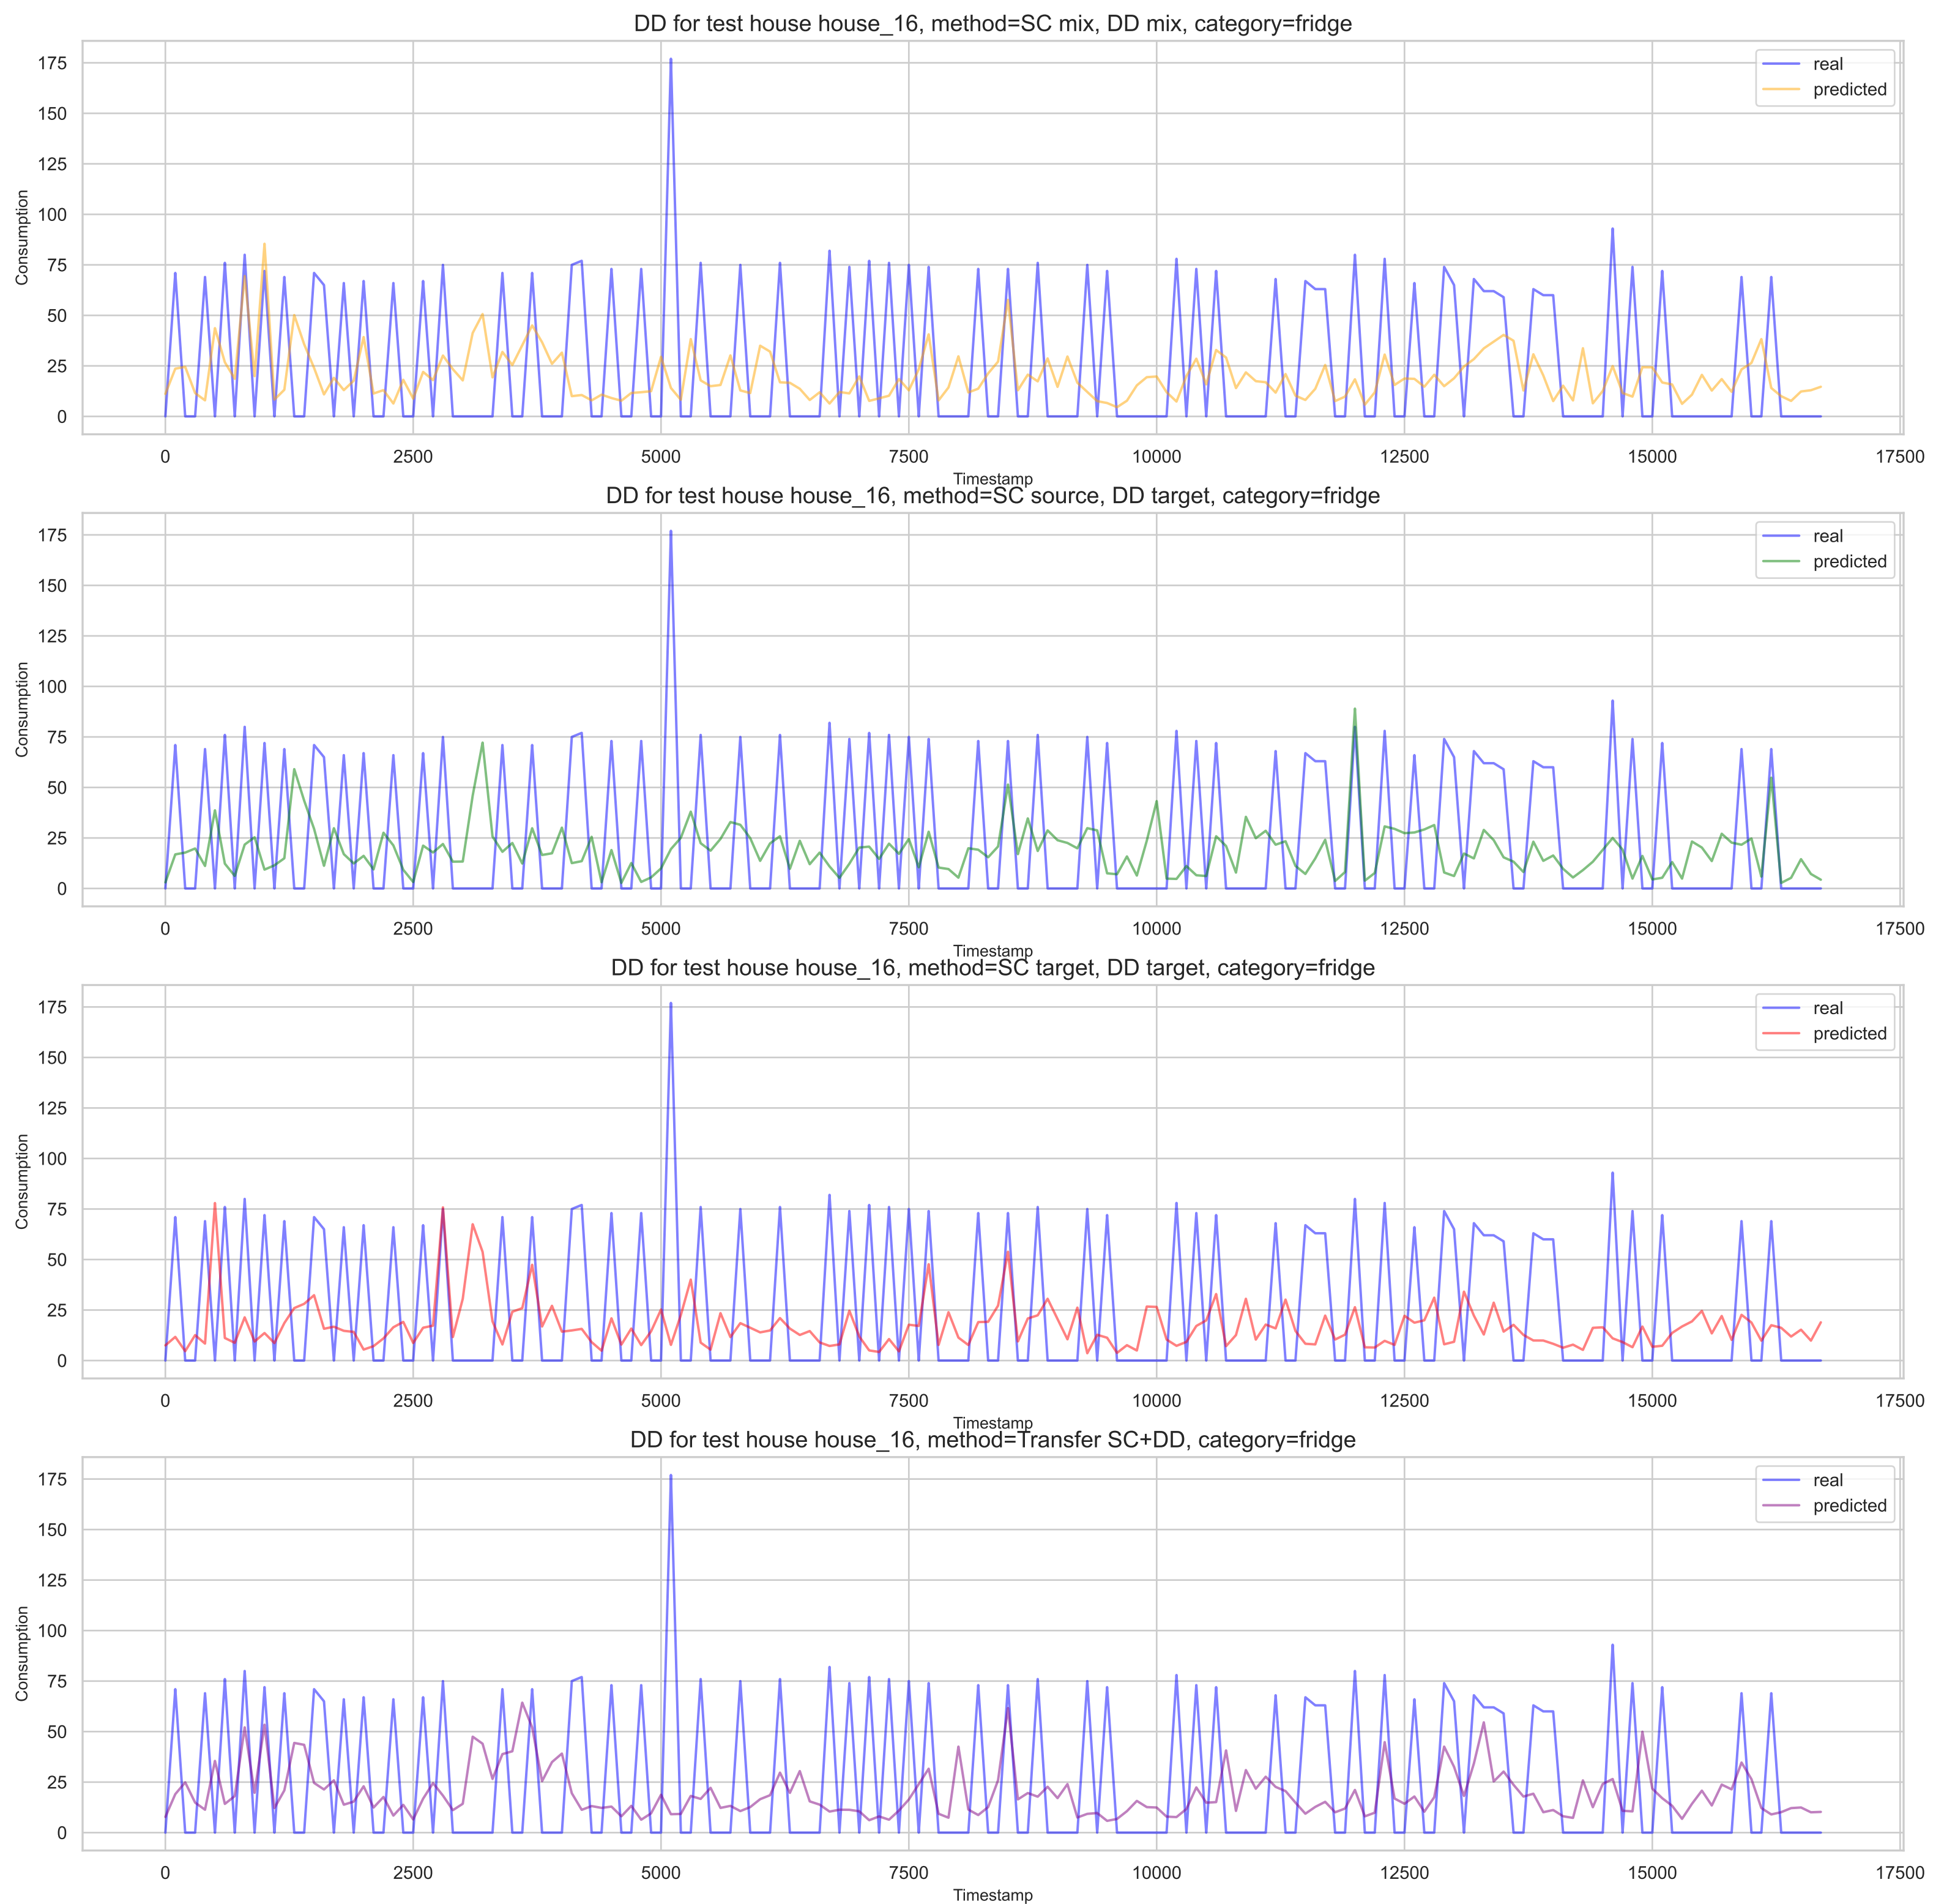 DD for test house house_16, method=SC mix, DD mix, category=fridge
175
150
125
100
75
50
25
0
Consumption
real
predicted
0 2500 5000 7500 10000 12500 15000 17500
Timestamp
DD for test house house_16, method=SC source, DD target, category=fridge
175
150
125
100
75
50
25
0
Consumption
real
predicted
0 2500 5000 7500 10000 12500 15000 17500
Timestamp
DD for test house house_16, method=SC target, DD target, category=fridge
175
150
125
100
75
50
25
0
Consumption
real
predicted
0 2500 5000 7500 10000 12500 15000 17500
Timestamp
DD for test house house_16, method=Transfer SC+DD, category=fridge
175
150
125
100
75
50
25
0
Consumption
real
predicted
0 2500 5000 7500 10000 12500 15000 17500
Timestamp